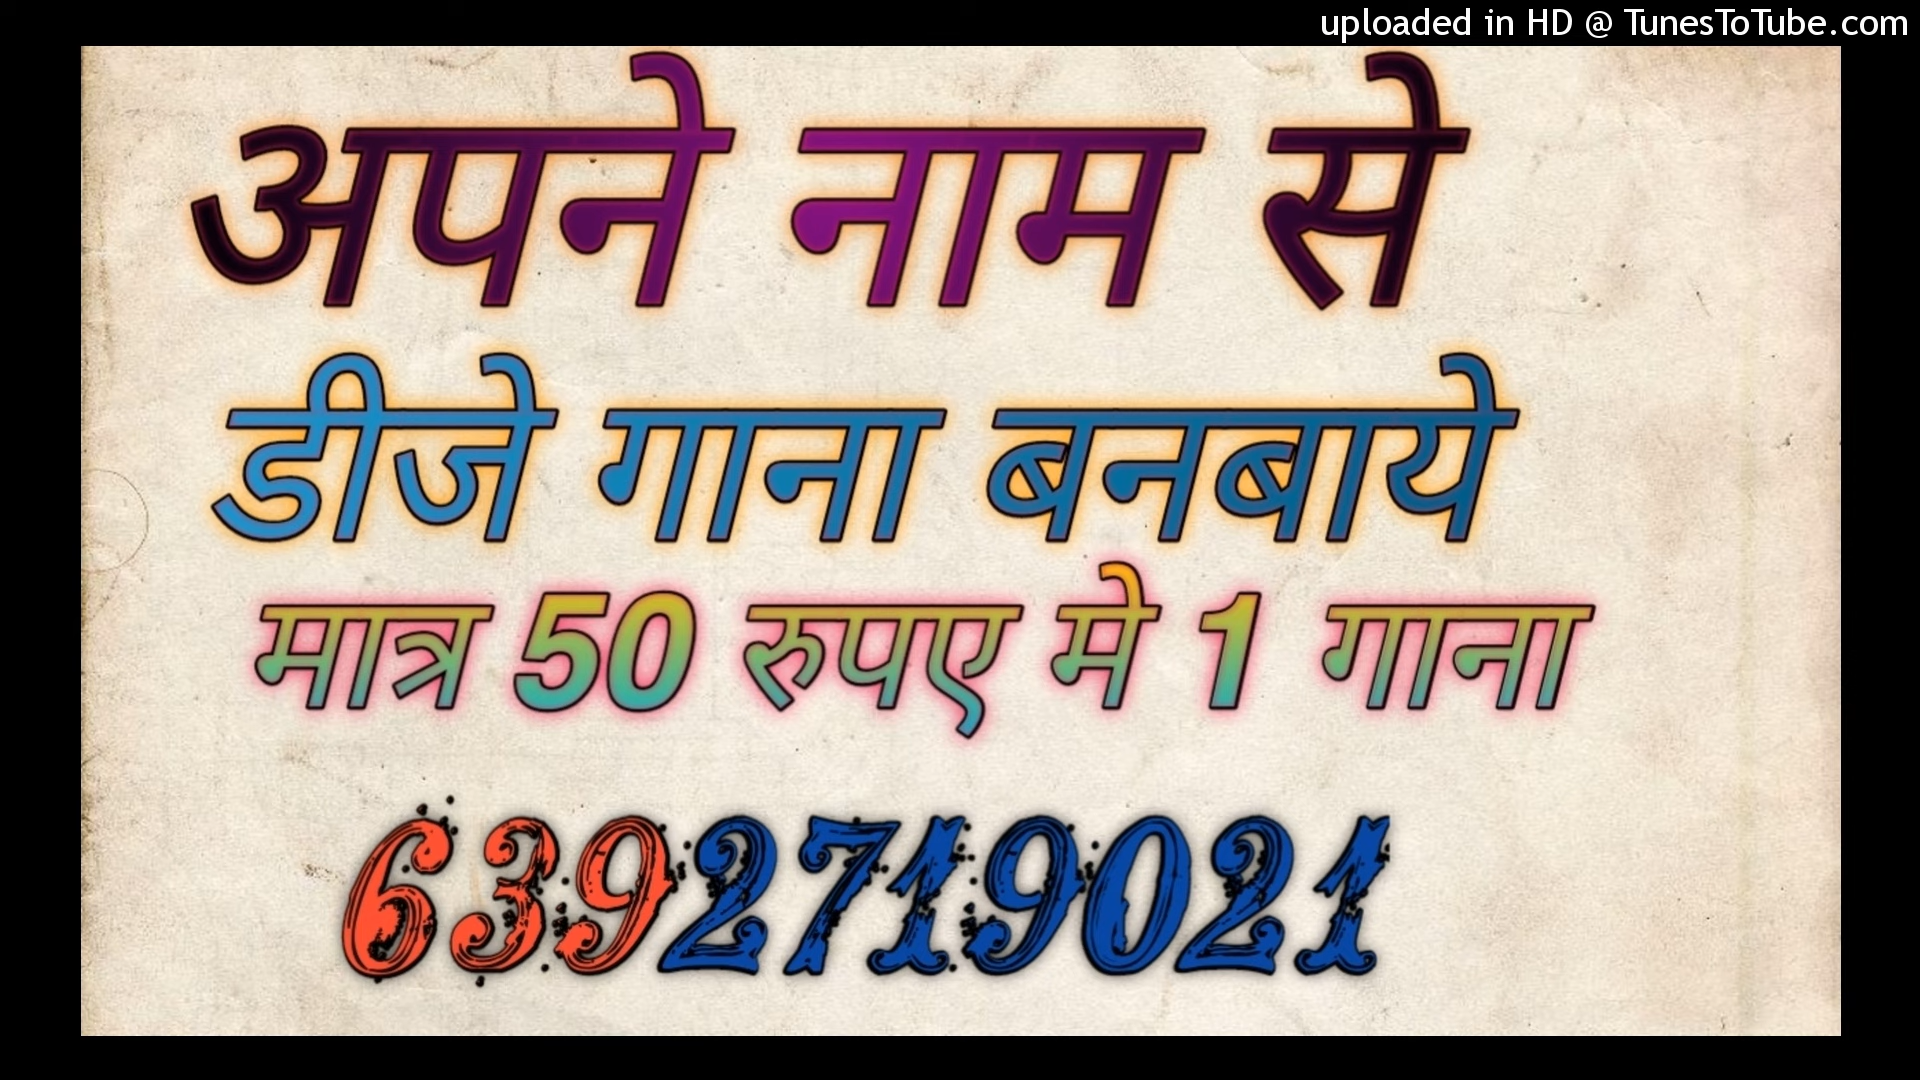 uploaded in HD @ TunesToTube.com
अपने नाम से
डीजे गाना बनबाये
मात्र 50 रुपए मे 1 गाना
6392719021